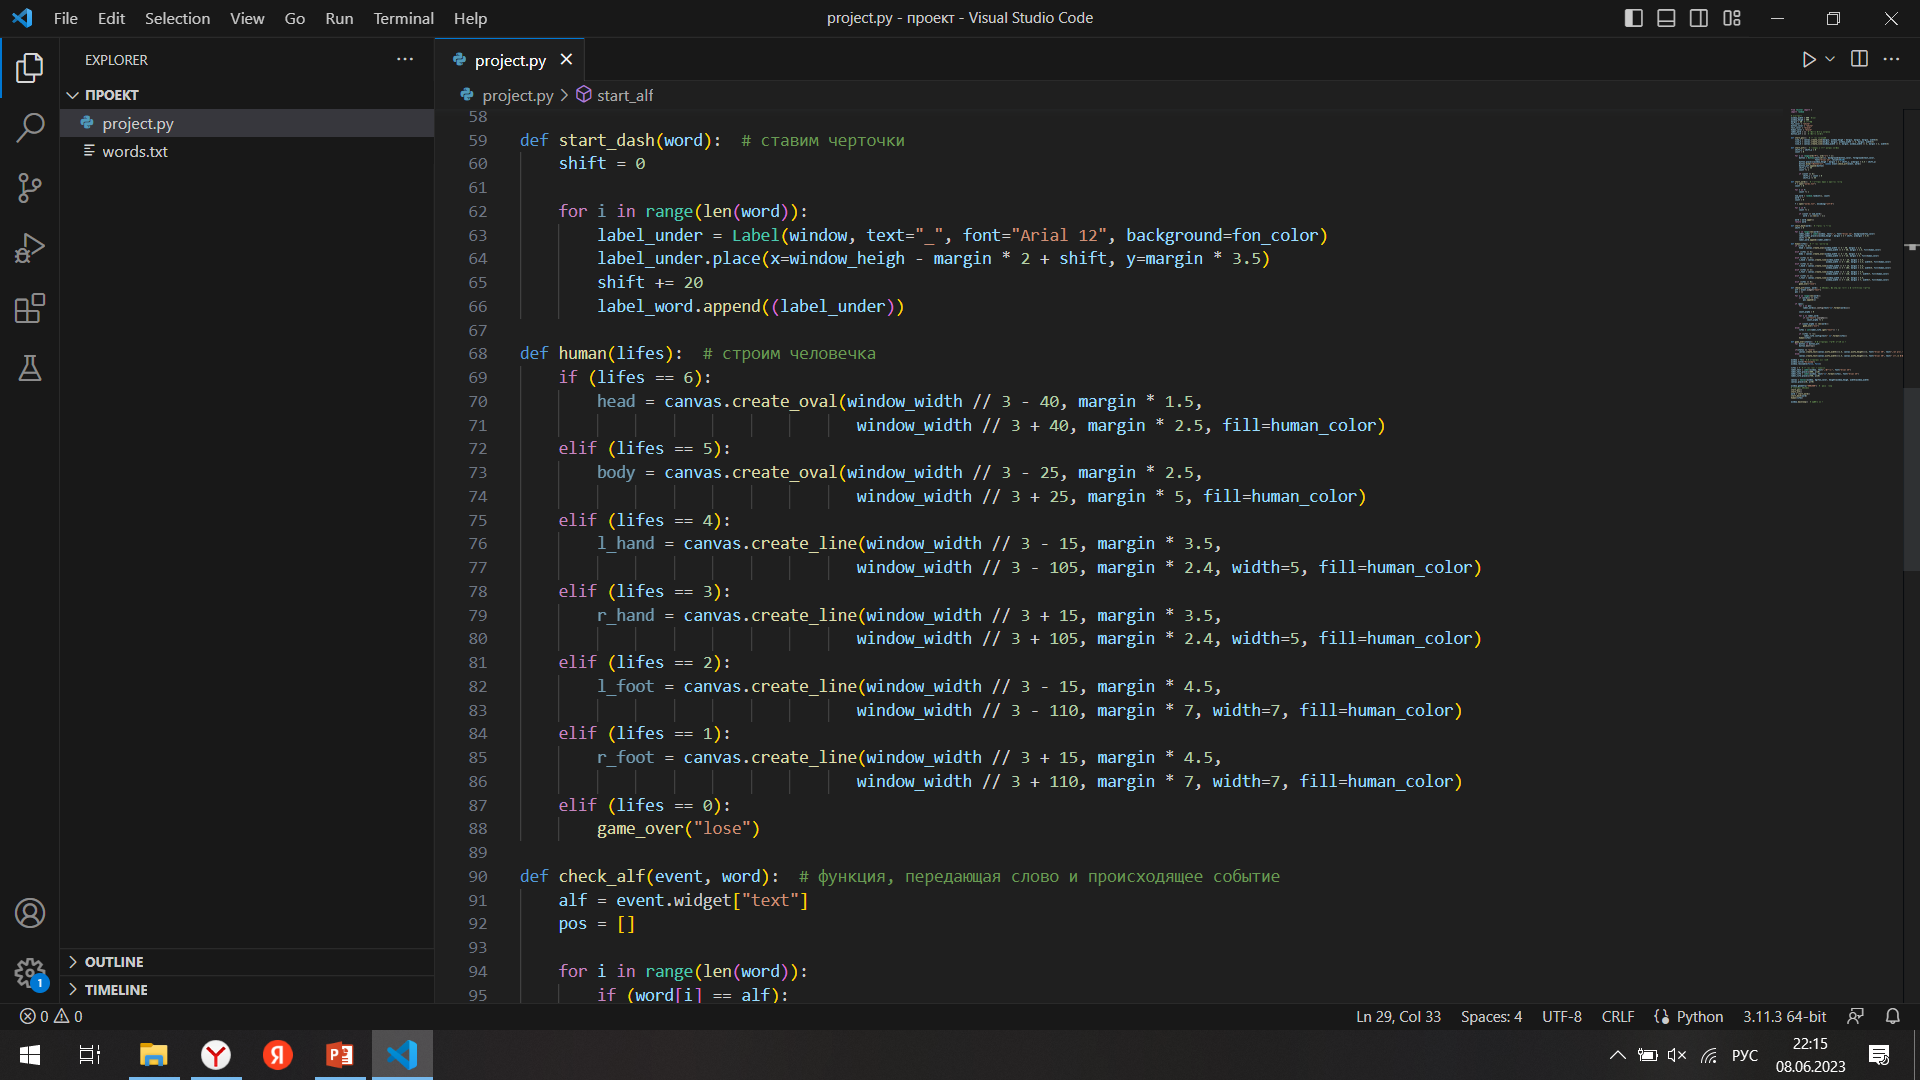 File Edit Selection View Go Run Terminal Help
project.py - проект - Visual Studio Code
EXPLORER
ПРОЕКТ
project.py
words.txt
OUTLINE
TIMELINE
project.py
project.py > start_alf
58
59 def start_dash(word):  # ставим черточки
60     shift = 0
61
62     for i in range(len(word)):
63         label_under = Label(window, text="_", font="Arial 12", background=fon_color)
64         label_under.place(x=window_heigh - margin * 2 + shift, y=margin * 3.5)
65         shift += 20
66         label_word.append((label_under))
67
68 def human(lifes):  # строим человечка
69     if (lifes == 6):
70         head = canvas.create_oval(window_width // 3 - 40, margin * 1.5,
71                                    window_width // 3 + 40, margin * 2.5, fill=human_color)
72     elif (lifes == 5):
73         body = canvas.create_oval(window_width // 3 - 25, margin * 2.5,
74                                    window_width // 3 + 25, margin * 5, fill=human_color)
75     elif (lifes == 4):
76         l_hand = canvas.create_line(window_width // 3 - 15, margin * 3.5,
77                                    window_width // 3 - 105, margin * 2.4, width=5, fill=human_color)
78     elif (lifes == 3):
79         r_hand = canvas.create_line(window_width // 3 + 15, margin * 3.5,
80                                    window_width // 3 + 105, margin * 2.4, width=5, fill=human_color)
81     elif (lifes == 2):
82         l_foot = canvas.create_line(window_width // 3 - 15, margin * 4.5,
83                                    window_width // 3 - 110, margin * 7, width=7, fill=human_color)
84     elif (lifes == 1):
85         r_foot = canvas.create_line(window_width // 3 + 15, margin * 4.5,
86                                    window_width // 3 + 110, margin * 7, width=7, fill=human_color)
87     elif (lifes == 0):
88         game_over("lose")
89
90 def check_alf(event, word):  # функция, передающая слово и происходящее событие
91     alf = event.widget["text"]
92     pos = []
93
94     for i in range(len(word)):
95         if (word[i] == alf):
1
0 0
Ln 29, Col 33 Spaces: 4 UTF-8 CRLF Python 3.11.3 64-bit
РУС
22:15
08.06.2023